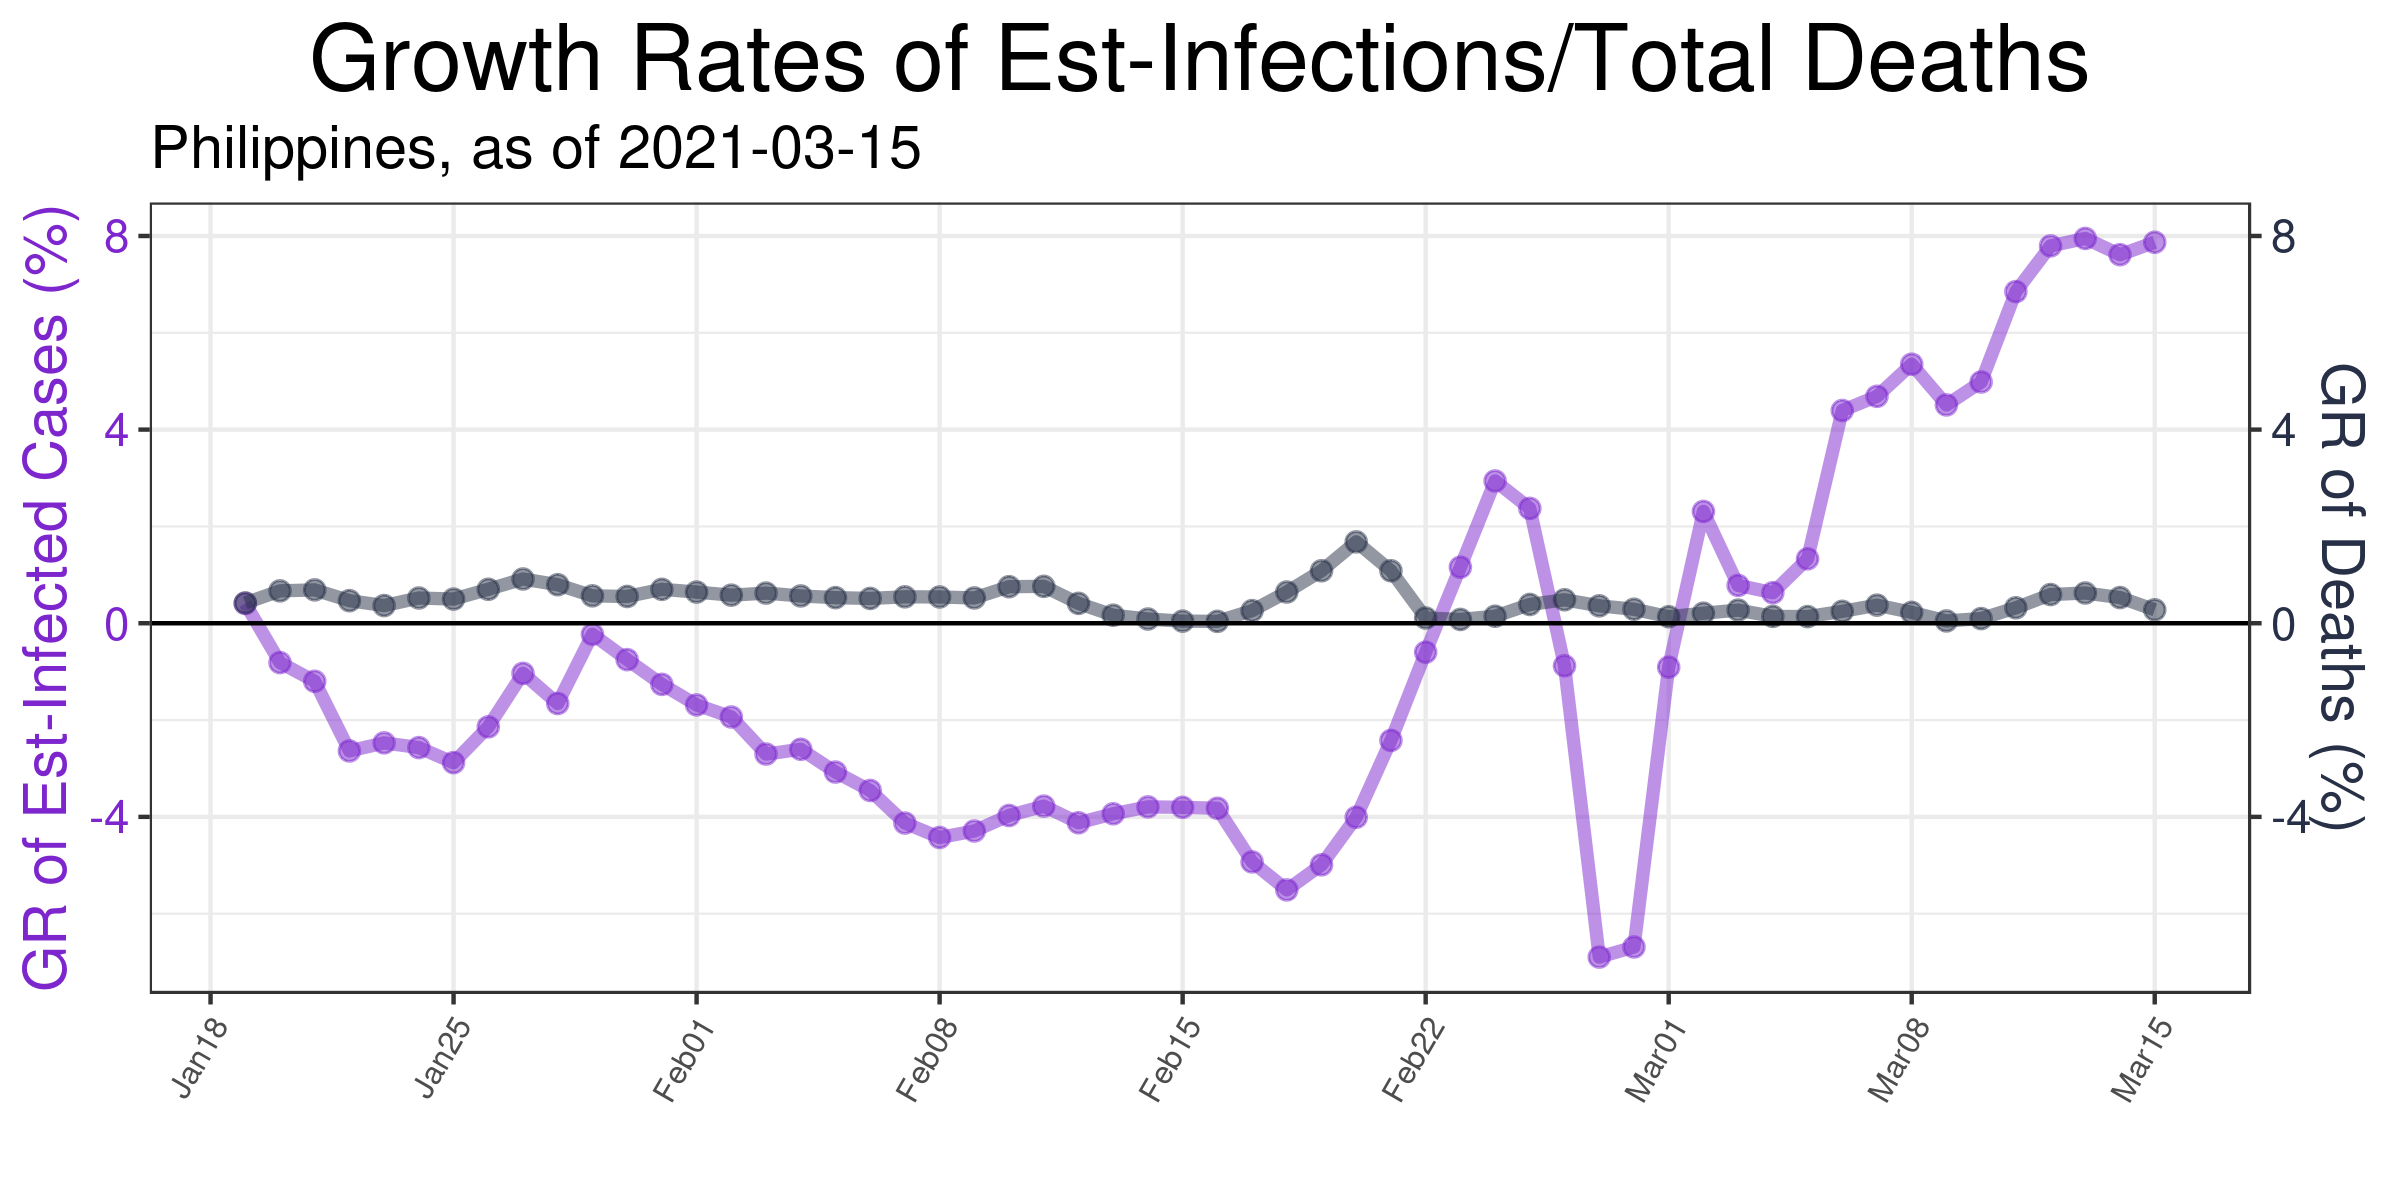 Growth Rates of Est-Infections/Total Deaths
Philippines, as of 2021-03-15
GR of Est-Infected Cases (%)
8
4
0
-4
8
4
0
-4
GR of Deaths (%)
Jan18
Jan25
Feb01
Feb08
Feb15
Feb22
Mar01
Mar08
Mar15